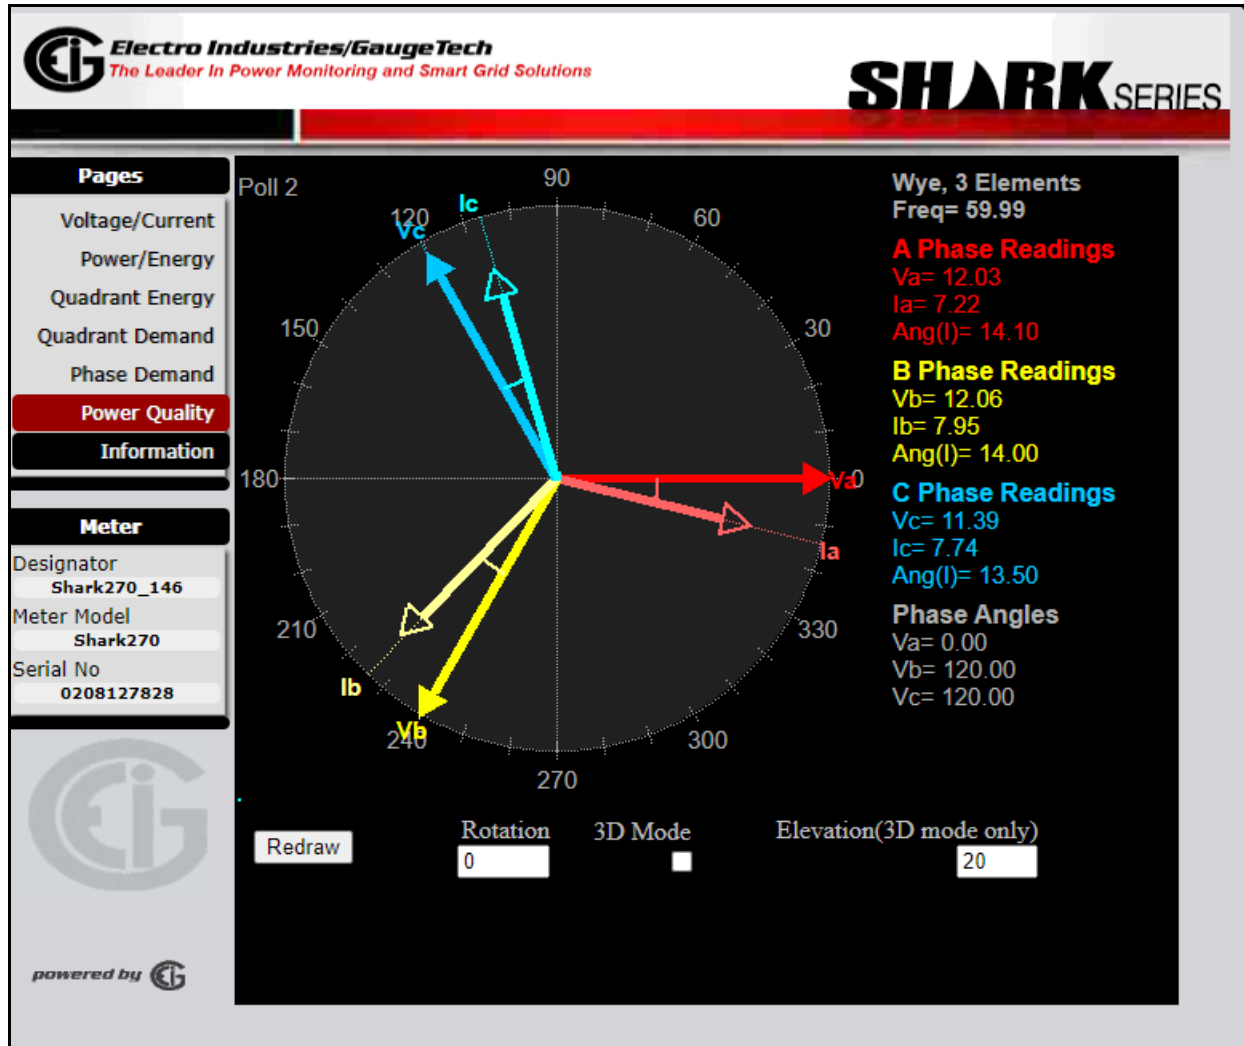 Electro Industries/GaugeTech
The Leader In Power Monitoring and Smart Grid Solutions
SHARK SERIES
Pages
Voltage/Current
Power/Energy
Quadrant Energy
Quadrant Demand
Phase Demand
Power Quality
Information
Meter
Designator
Shark270_146
Meter Model
Shark270
Serial No
0208127828
EIG
powered by EIG
Poll 2
90
120
Ic
60
Vc
150
30
180
Va
0
Ia
210
330
Ib
Vb
240
300
270
Wye, 3 Elements
Freq= 59.99
A Phase Readings
Va= 12.03
Ia= 7.22
Ang(I)= 14.10
B Phase Readings
Vb= 12.06
Ib= 7.95
Ang(I)= 14.00
C Phase Readings
Vc= 11.39
Ic= 7.74
Ang(I)= 13.50
Phase Angles
Va= 0.00
Vb= 120.00
Vc= 120.00
Redraw
Rotation
0
3D Mode
Elevation(3D mode only)
20